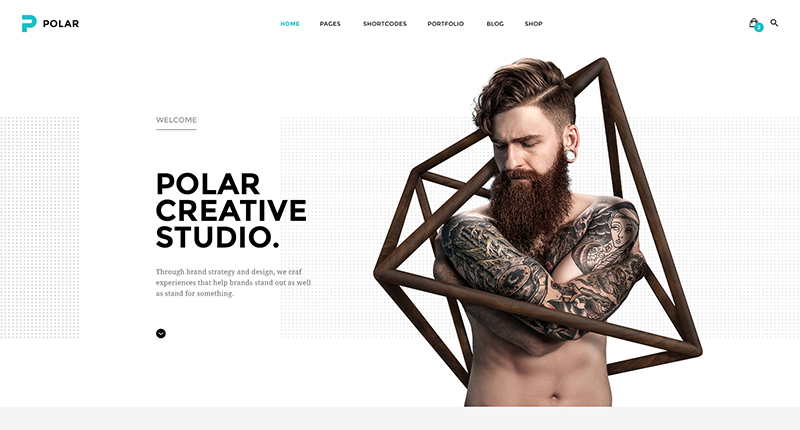 POLAR
HOME PAGES SHORTCODES PORTFOLIO BLOG SHOP
2
WELCOME
POLAR
CREATIVE
STUDIO.
Through brand strategy and design, we craf
experiences that help brands stand out as well
as stand for something.